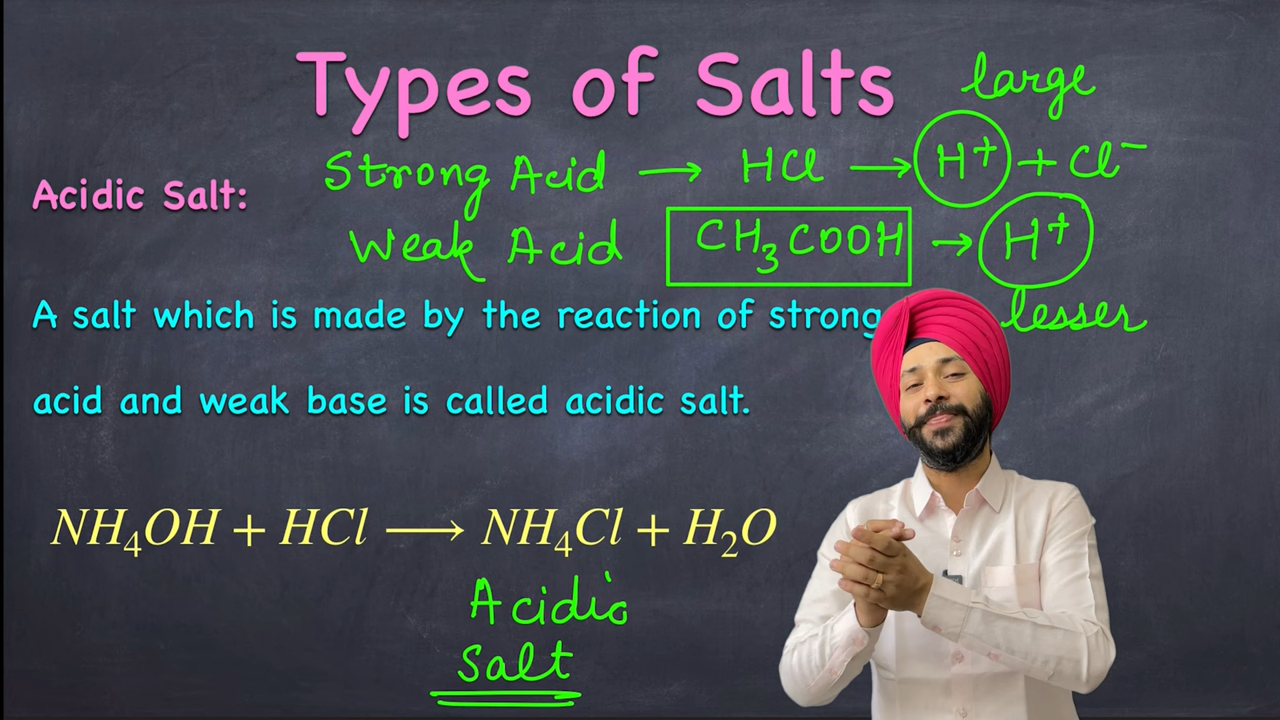 Types of Salts
large
Strong Acid → HCl → H⁺ + Cl⁻
Acidic Salt:
Weak Acid CH₃COOH → H⁺
lesser
A salt which is made by the reaction of strong
acid and weak base is called acidic salt.
NH₄OH + HCl ⟶ NH₄Cl + H₂O
Acidic
Salt